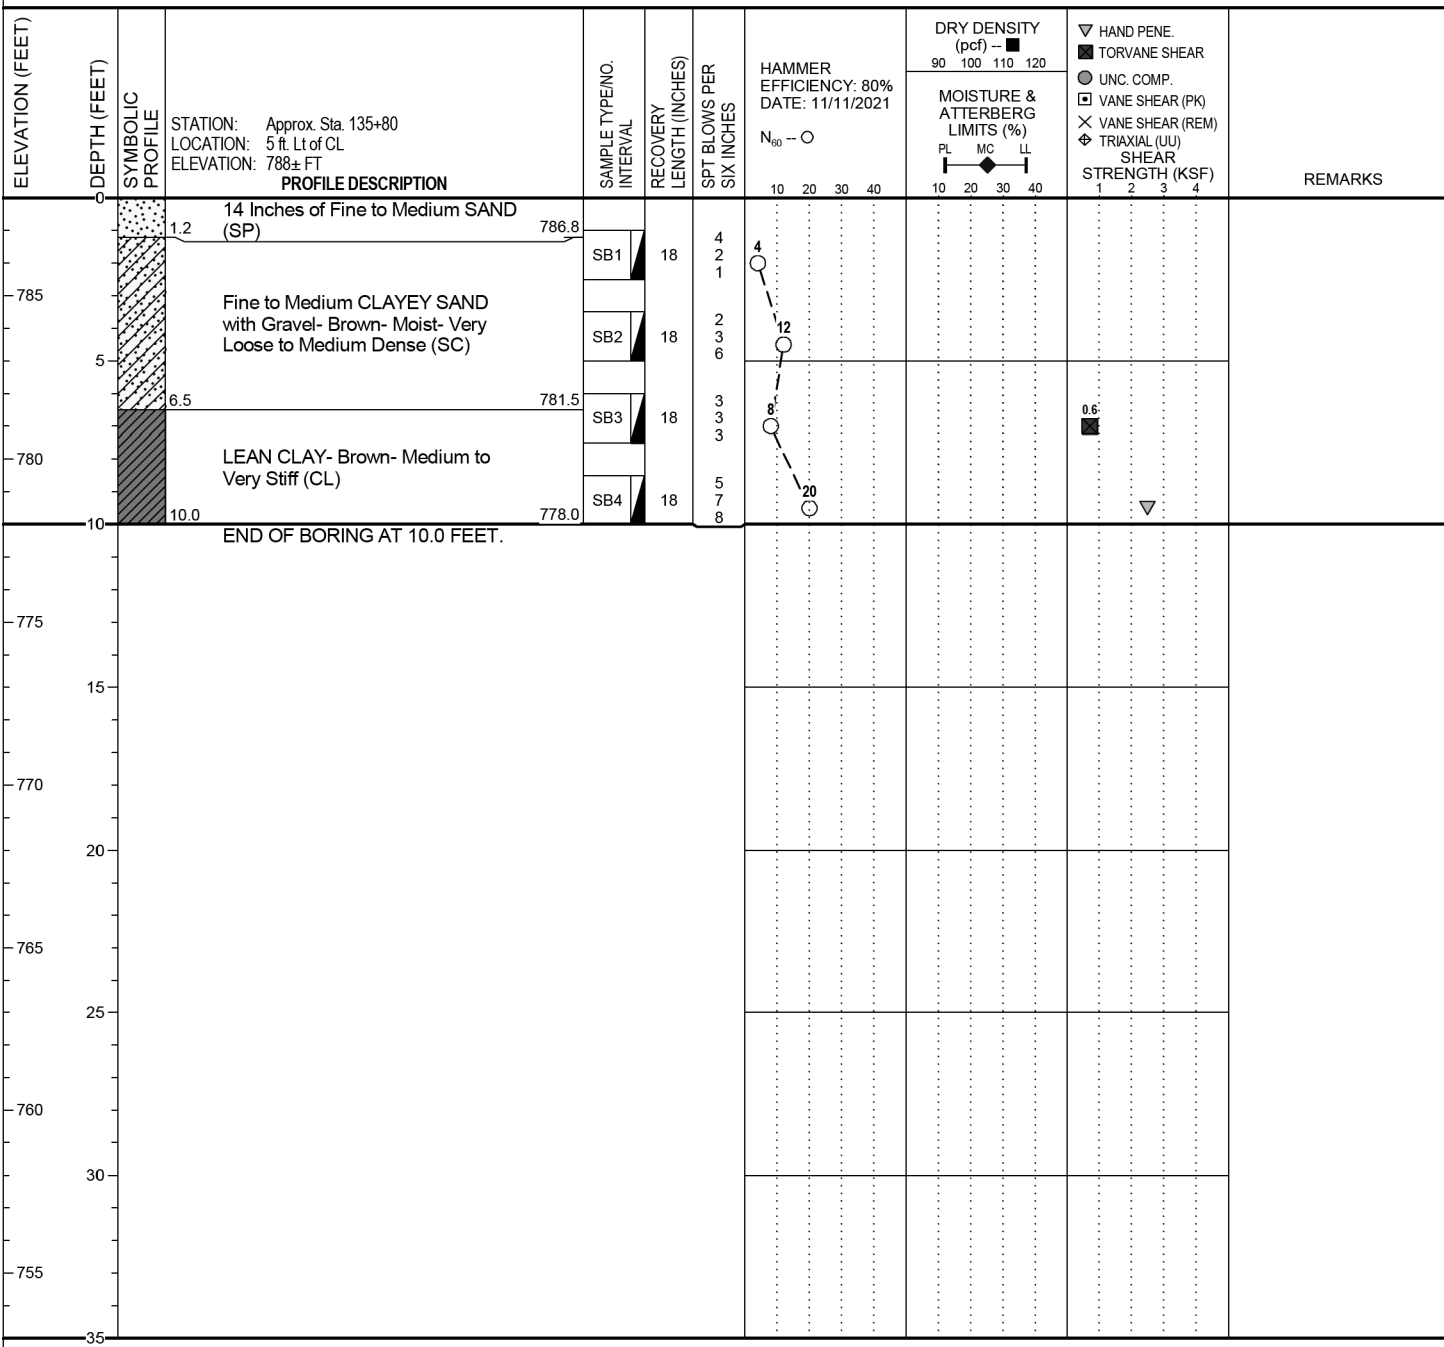 ELEVATION (FEET)
DEPTH (FEET)
SYMBOLIC
PROFILE
STATION: Approx. Sta. 135+80
LOCATION: 5 ft. Lt of CL
ELEVATION: 788± FT
PROFILE DESCRIPTION
SAMPLE TYPE/NO.
INTERVAL
RECOVERY
LENGTH (INCHES)
SPT BLOWS PER
SIX INCHES
HAMMER
EFFICIENCY: 80%
DATE: 11/11/2021
N60 -- O
10 20 30 40
DRY DENSITY
(pcf) -- ■
90 100 110 120
MOISTURE &
ATTERBERG
LIMITS (%)
PL MC LL
10 20 30 40
HAND PENE.
TORVANE SHEAR
UNC. COMP.
VANE SHEAR (PK)
VANE SHEAR (REM)
TRIAXIAL (UU)
SHEAR
STRENGTH (KSF)
1 2 3 4
REMARKS
0
14 Inches of Fine to Medium SAND
1.2 (SP) 786.8
SB1 18
4
2
1
4
785
Fine to Medium CLAYEY SAND
with Gravel- Brown- Moist- Very
Loose to Medium Dense (SC)
SB2 18
2
3
6
12
5
6.5 781.5
SB3 18
3
3
3
8
0.6
780
LEAN CLAY- Brown- Medium to
Very Stiff (CL)
SB4 18
5
7
8
20
10.0 778.0
10
END OF BORING AT 10.0 FEET.
775
15
770
20
765
25
760
30
755
35